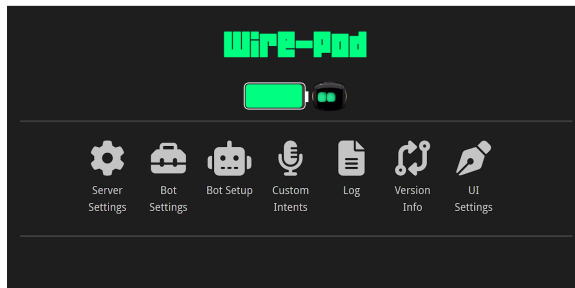 Wire-Pod
Server Settings
Bot Settings
Bot Setup
Custom Intents
Log
Version Info
UI Settings